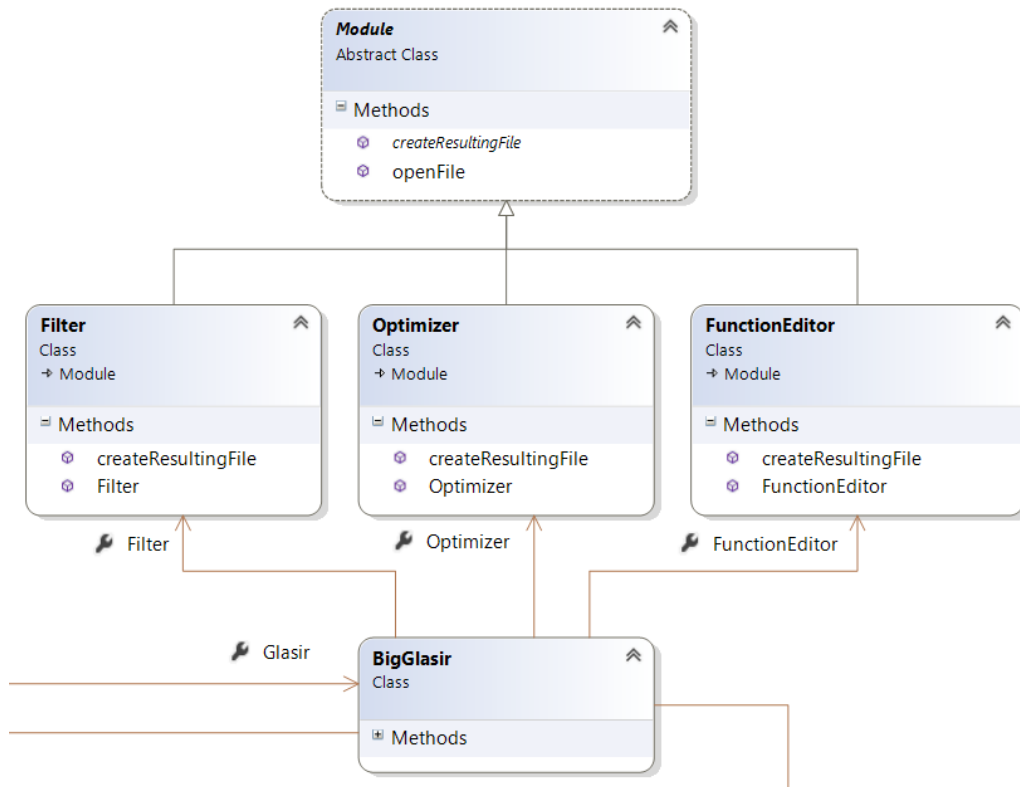 Module
Abstract Class
Methods
createResultingFile
openFile
Filter
Class
Module
Methods
createResultingFile
Filter
Optimizer
Class
Module
Methods
createResultingFile
Optimizer
FunctionEditor
Class
Module
Methods
createResultingFile
FunctionEditor
Filter
Optimizer
FunctionEditor
Glasir
BigGlasir
Class
Methods